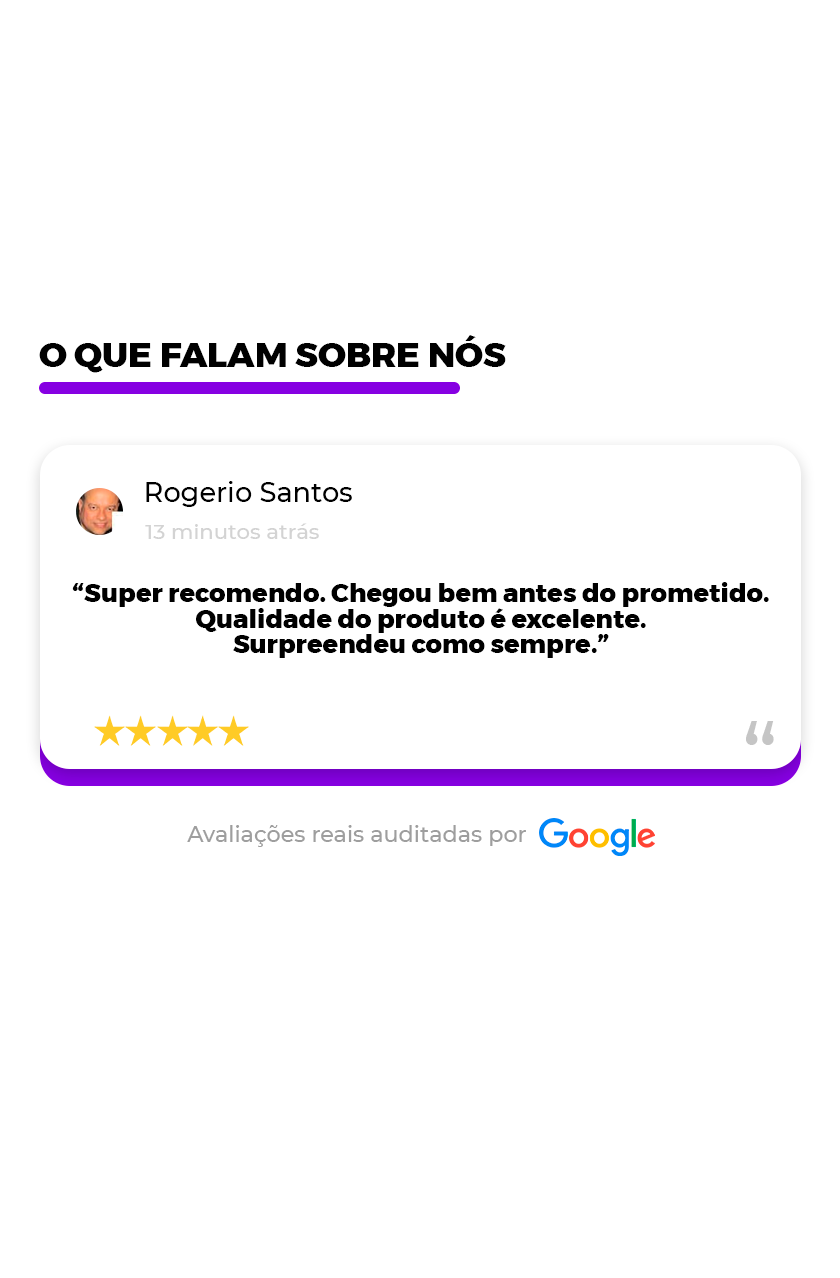 O QUE FALAM SOBRE NÓS
Rogerio Santos
13 minutos atrás
“Super recomendo. Chegou bem antes do prometido.
Qualidade do produto é excelente.
Surpreendeu como sempre.”
“
Avaliações reais auditadas por Google